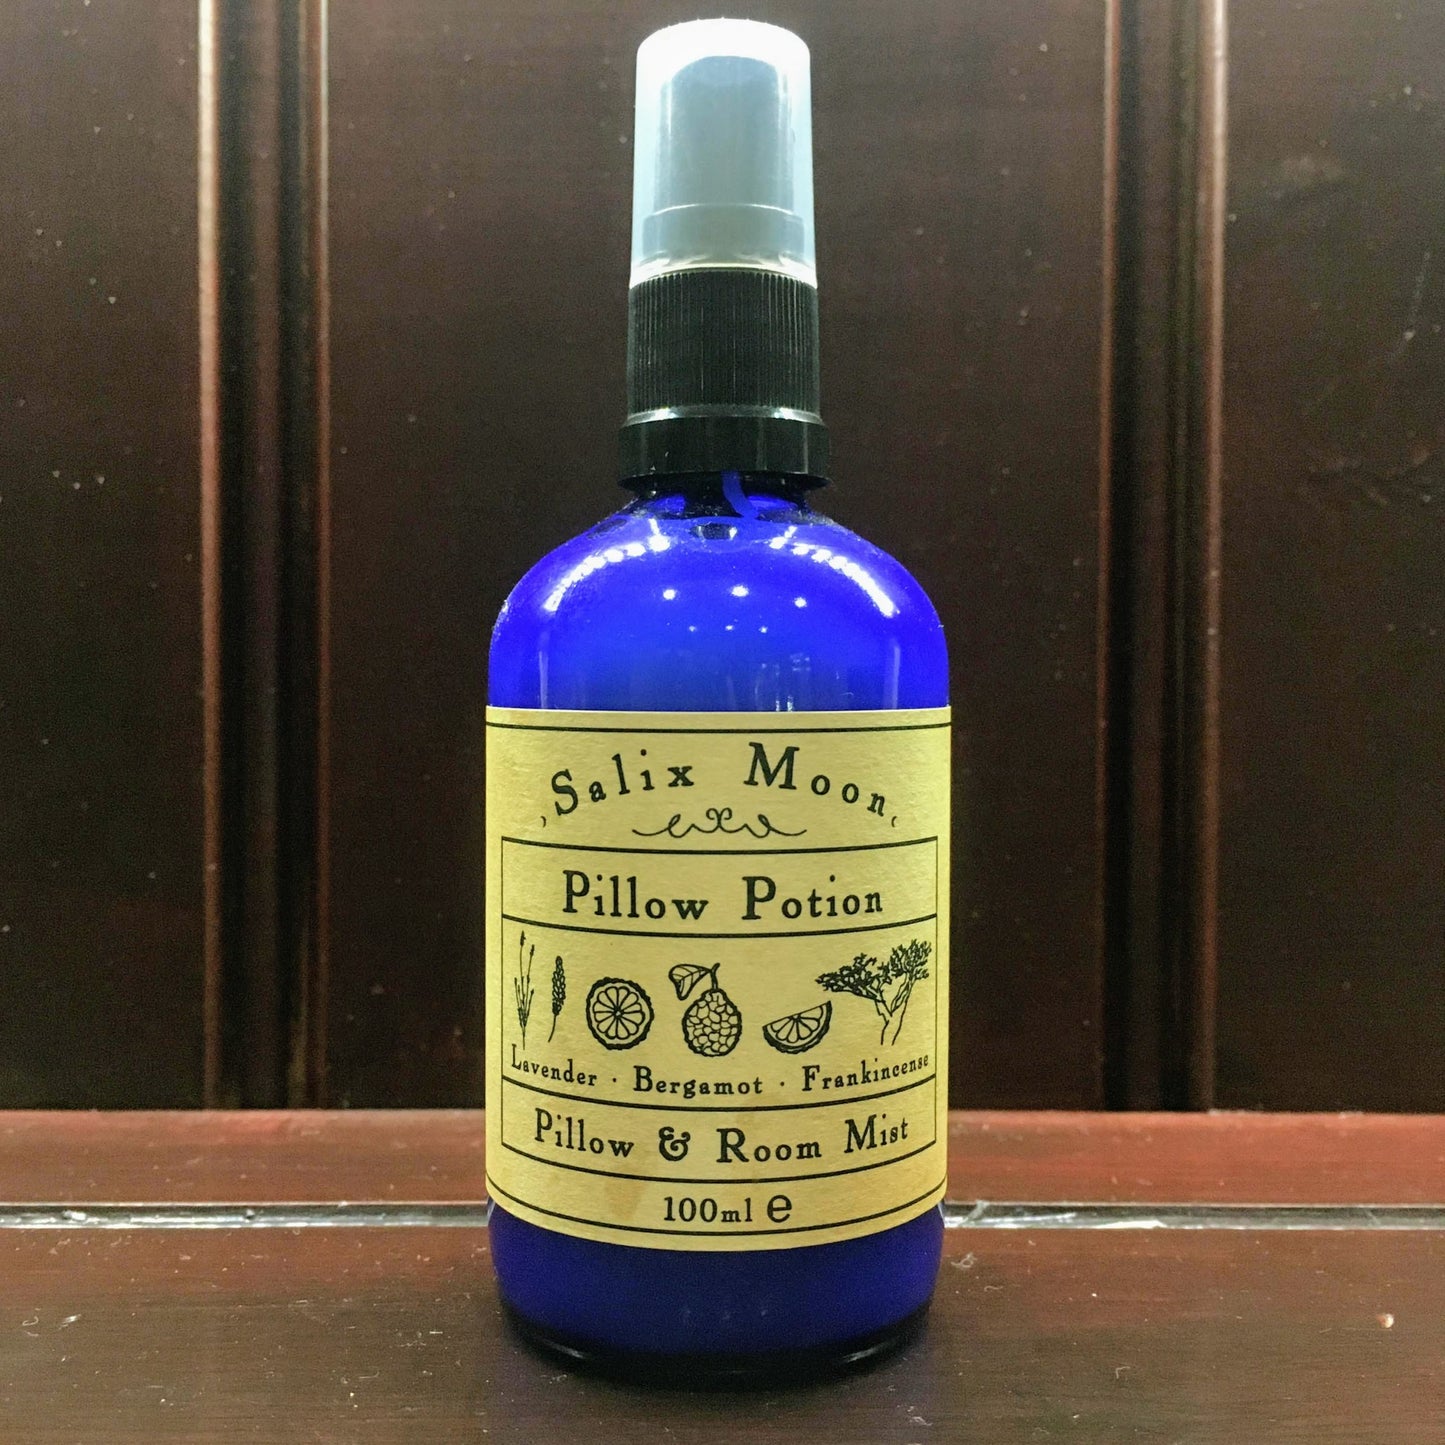 Salix Moon
Pillow Potion
Lavender · Bergamot · Frankincense
Pillow & Room Mist
100ml ℮